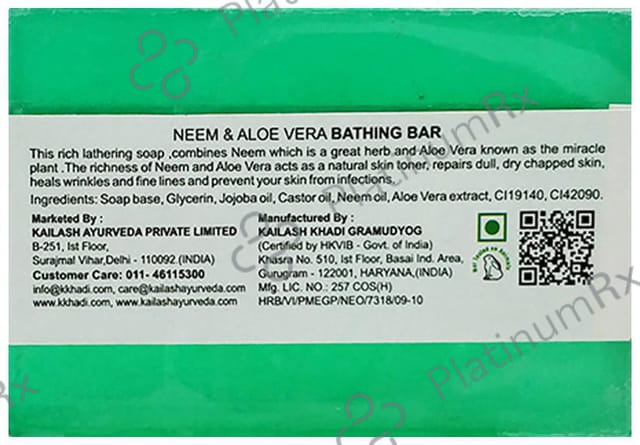 NEEM & ALOE VERA BATHING BAR
This rich lathering soap ,combines Neem which is a great herb and Aloe Vera known as the miracle
plant .The richness of Neem and Aloe Vera acts as a natural skin toner, repairs dull, dry chapped skin,
heals wrinkles and fine lines and prevent your skin from infections.
Ingredients: Soap base, Glycerin, Jojoba oil, Castor oil, Neem oil, Aloe Vera extract, CI19140, CI42090.
Marketed By :
KAILASH AYURVEDA PRIVATE LIMITED
B-251, Ist Floor,
Surajmal Vihar,Delhi - 110092.(INDIA)
Customer Care: 011- 46115300
info@kkhadi.com, care@kailashayurveda.com
www.kkhadi.com, www.kailashayurveda.com
Manufactured By :
KAILASH KHADI GRAMUDYOG
(Certified by HKVIB - Govt. of India)
Khasra No. 510, Ist Floor, Basai Ind. Area,
Gurugram - 122001, HARYANA,(INDIA)
Mfg. LIC. NO.: 257 COS(H)
HRB/VI/PMEGP/NEO/7318/09-10
Not Tested on Animals
PlatinumRx
PlatinumRx
PlatinumRx